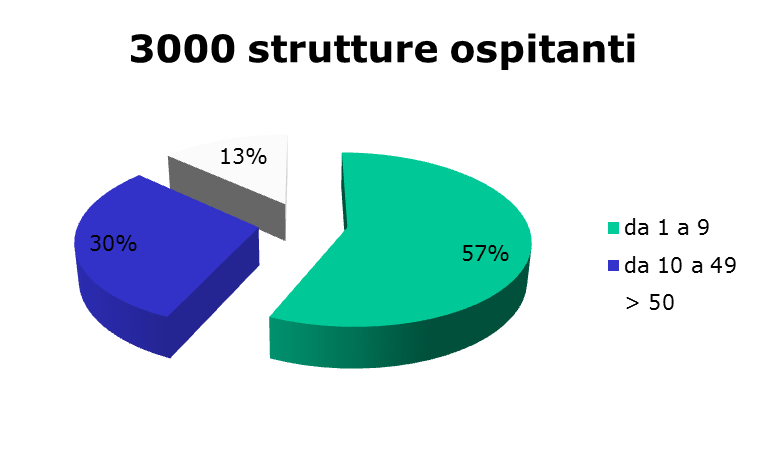 3000 strutture ospitanti
13%
30%
57%
da 1 a 9
da 10 a 49
> 50